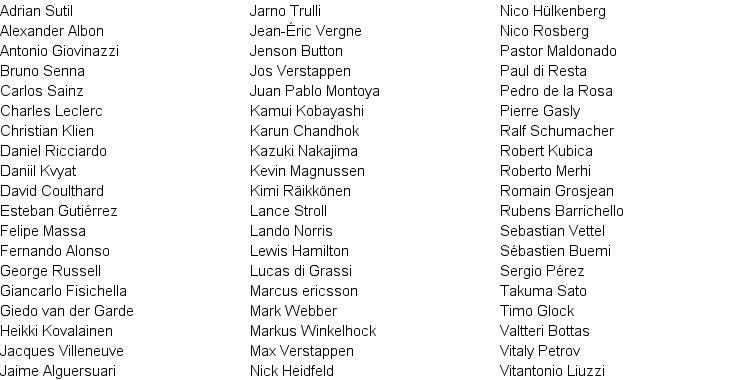 Adrian Sutil
Alexander Albon
Antonio Giovinazzi
Bruno Senna
Carlos Sainz
Charles Leclerc
Christian Klien
Daniel Ricciardo
Daniil Kvyat
David Coulthard
Esteban Gutiérrez
Felipe Massa
Fernando Alonso
George Russell
Giancarlo Fisichella
Giedo van der Garde
Heikki Kovalainen
Jacques Villeneuve
Jaime Alguersuari
Jarno Trulli
Jean-Éric Vergne
Jenson Button
Jos Verstappen
Juan Pablo Montoya
Kamui Kobayashi
Karun Chandhok
Kazuki Nakajima
Kevin Magnussen
Kimi Räikkönen
Lance Stroll
Lando Norris
Lewis Hamilton
Lucas di Grassi
Marcus ericsson
Mark Webber
Markus Winkelhock
Max Verstappen
Nick Heidfeld
Nico Hülkenberg
Nico Rosberg
Pastor Maldonado
Paul di Resta
Pedro de la Rosa
Pierre Gasly
Ralf Schumacher
Robert Kubica
Roberto Merhi
Romain Grosjean
Rubens Barrichello
Sebastian Vettel
Sébastien Buemi
Sergio Pérez
Takuma Sato
Timo Glock
Valtteri Bottas
Vitaly Petrov
Vitantonio Liuzzi